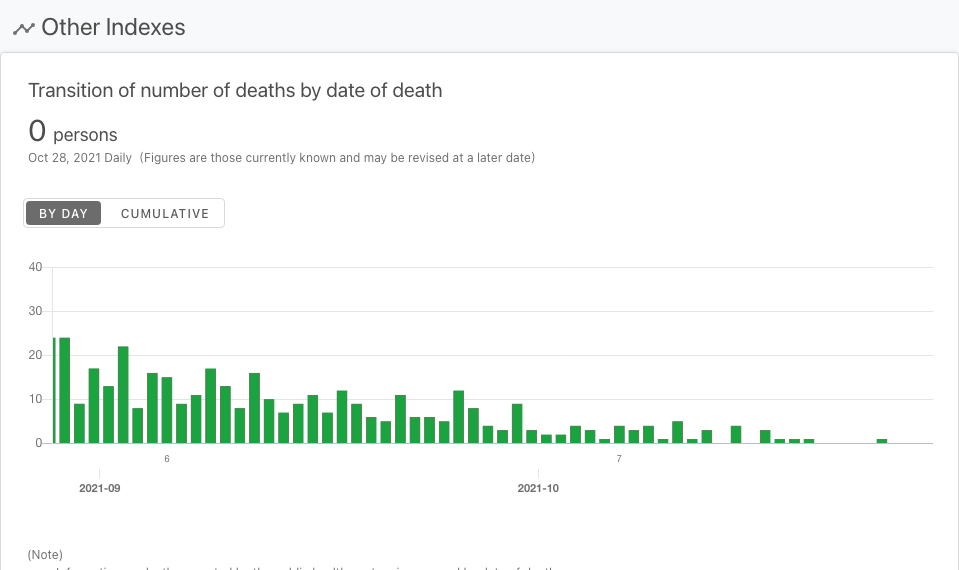 Other Indexes
Transition of number of deaths by date of death
0 persons
Oct 28, 2021 Daily (Figures are those currently known and may be revised at a later date)
BY DAY CUMULATIVE
40
30
20
10
0
6 7
2021-09 2021-10
(Note)